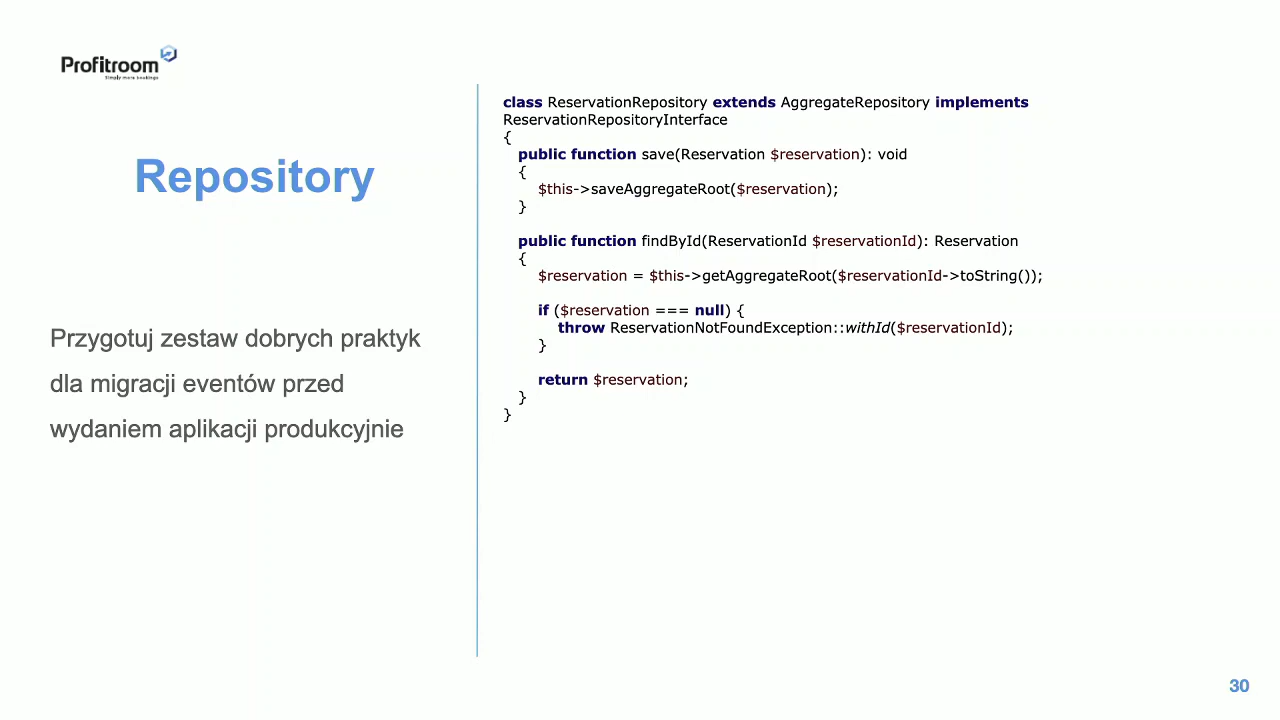 Profitroom
Simply more bookings
Repository
Przygotuj zestaw dobrych praktyk
dla migracji eventów przed
wydaniem aplikacji produkcyjnie
class ReservationRepository extends AggregateRepository implements
ReservationRepositoryInterface
{
public function save(Reservation $reservation): void
{
$this->saveAggregateRoot($reservation);
}
public function findById(ReservationId $reservationId): Reservation
{
$reservation = $this->getAggregateRoot($reservationId->toString());
if ($reservation === null) {
throw ReservationNotFoundException::withId($reservationId);
}
return $reservation;
}
}
30